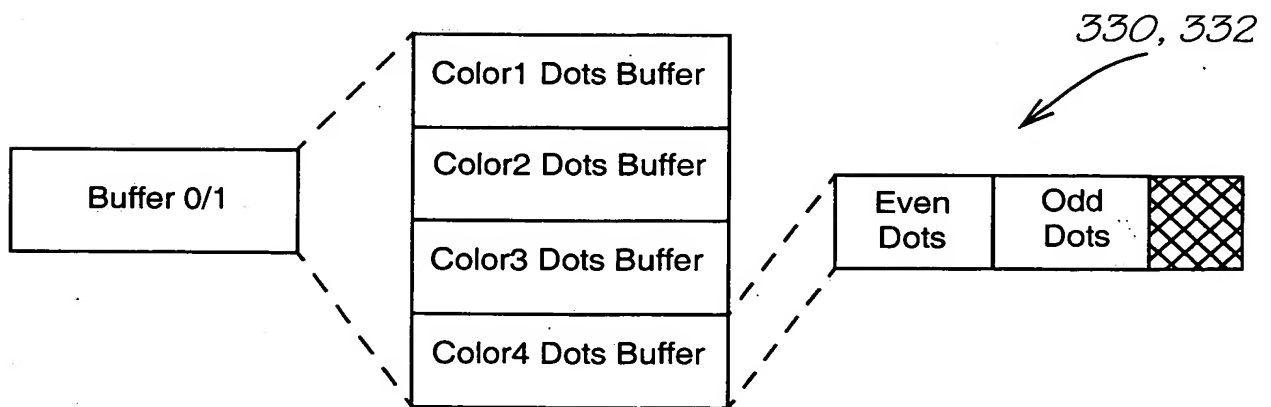 330, 332
Color1 Dots Buffer
Color2 Dots Buffer
Buffer 0/1
Color3 Dots Buffer
Color4 Dots Buffer
Even
Dots
Odd
Dots